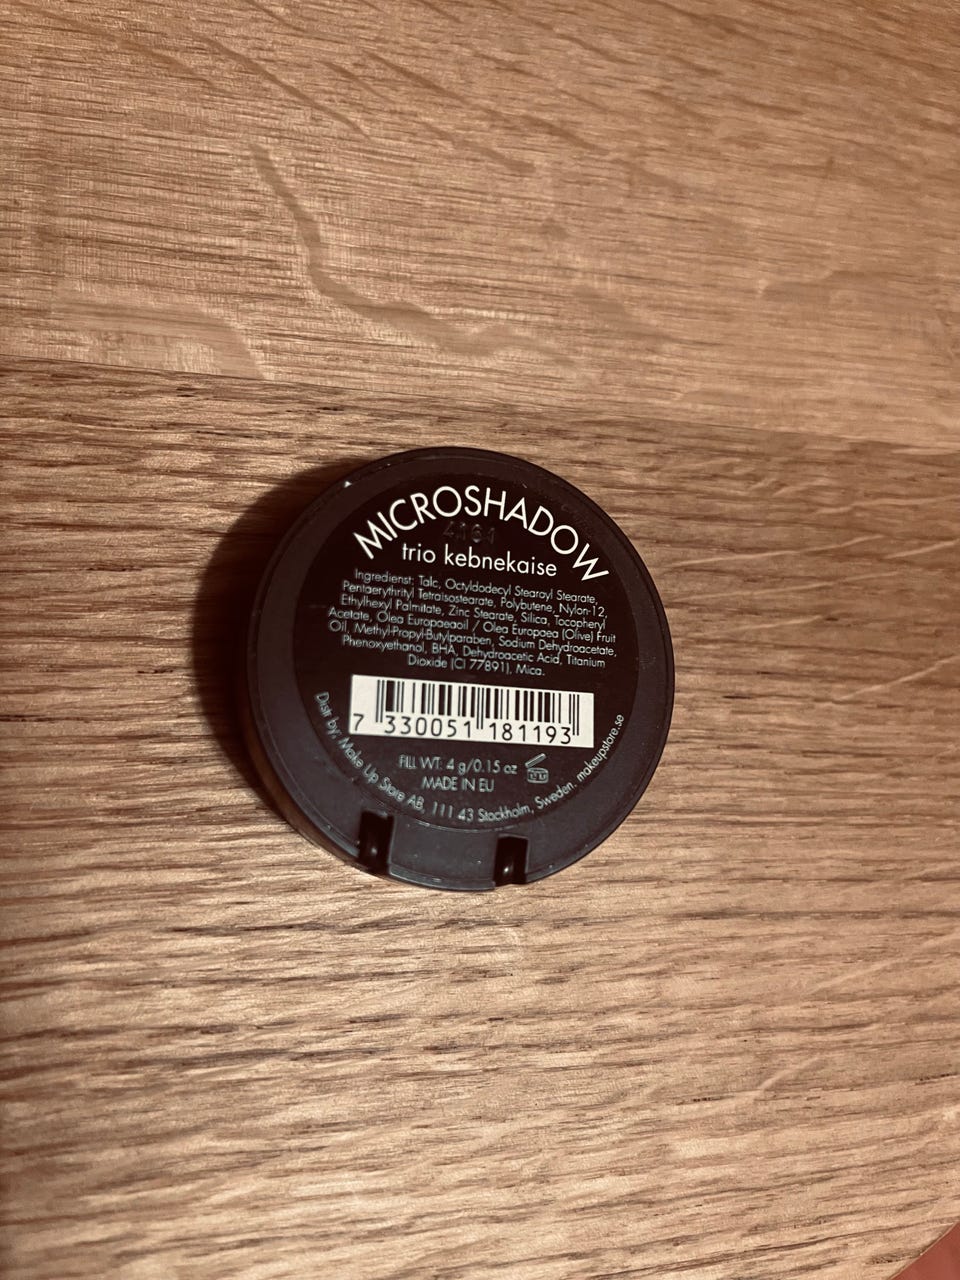 MICROSHADOW
4161
trio kebnekaise
Ingredienst: Talc, Octyldodecyl Stearoyl Stearate,
Pentaerythrityl Tetraisostearate, Polybutene, Nylon-12,
Ethylhexyl Palmitate, Zinc Stearate, Silica, Tocopheryl
Acetate, Olea Europaeaoil / Olea Europaea (Olive) Fruit
Oil, Methyl-Propyl-Butylparaben, Sodium Dehydroacetate,
Phenoxyethanol, BHA, Dehydroacetic Acid, Titanium
Dioxide (CI 77891), Mica.
7 330051 181193
FILL WT: 4 g/0.15 oz
MADE IN EU
Distr by: Make Up Store AB, 111 43 Stockholm, Sweden. makeupstore.se